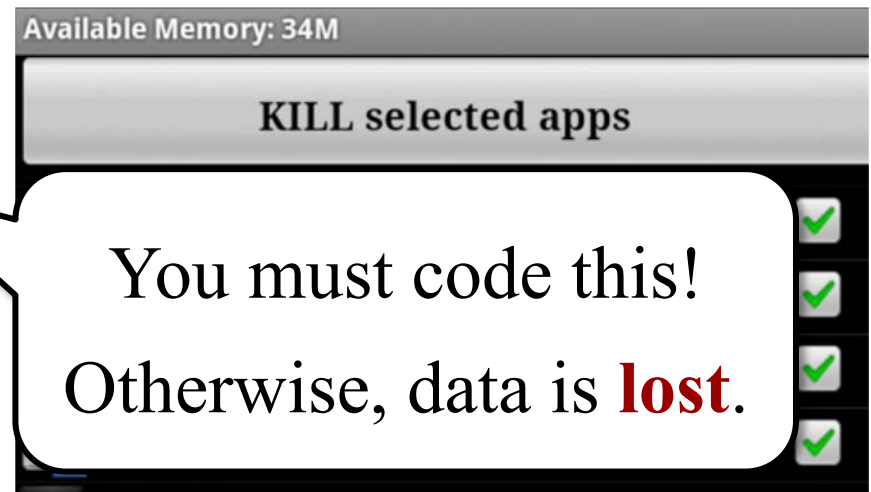 Available Memory: 34M
KILL selected apps
You must code this!
Otherwise, data is lost.